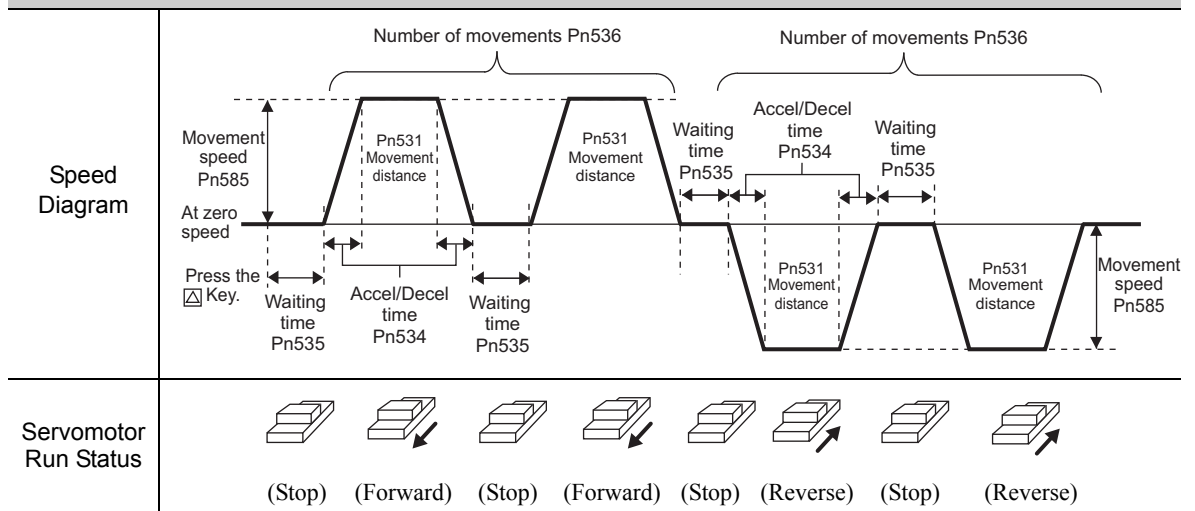 Speed
Diagram
Number of movements Pn536
Number of movements Pn536
Movement
speed
Pn585
Pn531
Movement
distance
Pn531
Movement
distance
Waiting
time
Pn535
Accel/Decel
time
Pn534
Waiting
time
Pn535
At zero
speed
Press the
△ Key.
Waiting
time
Pn535
Accel/Decel
time
Pn534
Waiting
time
Pn535
Pn531
Movement
distance
Pn531
Movement
distance
Movement
speed
Pn585
Servomotor
Run Status
(Stop) (Forward) (Stop) (Forward) (Stop) (Reverse) (Stop) (Reverse)